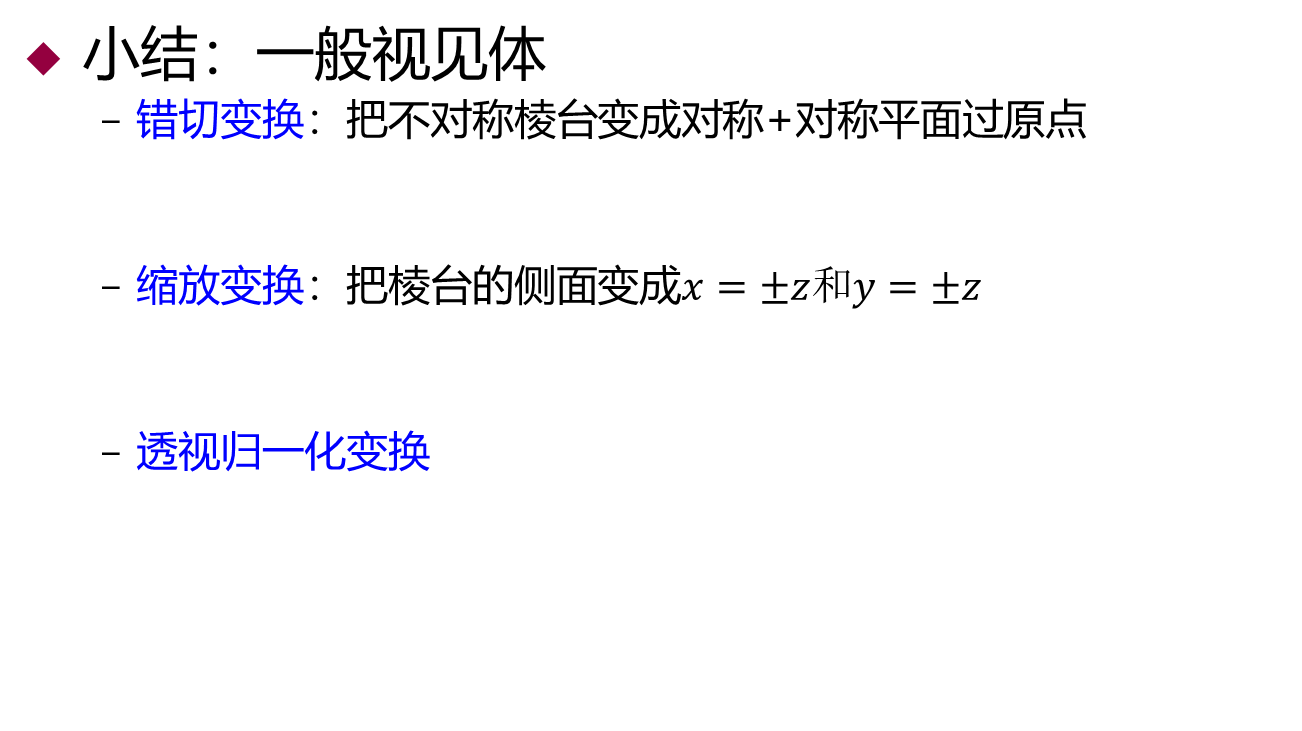 ◆ 小结：一般视见体
– 错切变换：把不对称棱台变成对称+对称平面过原点
– 缩放变换：把棱台的侧面变成x = ±z和y = ±z
– 透视归一化变换